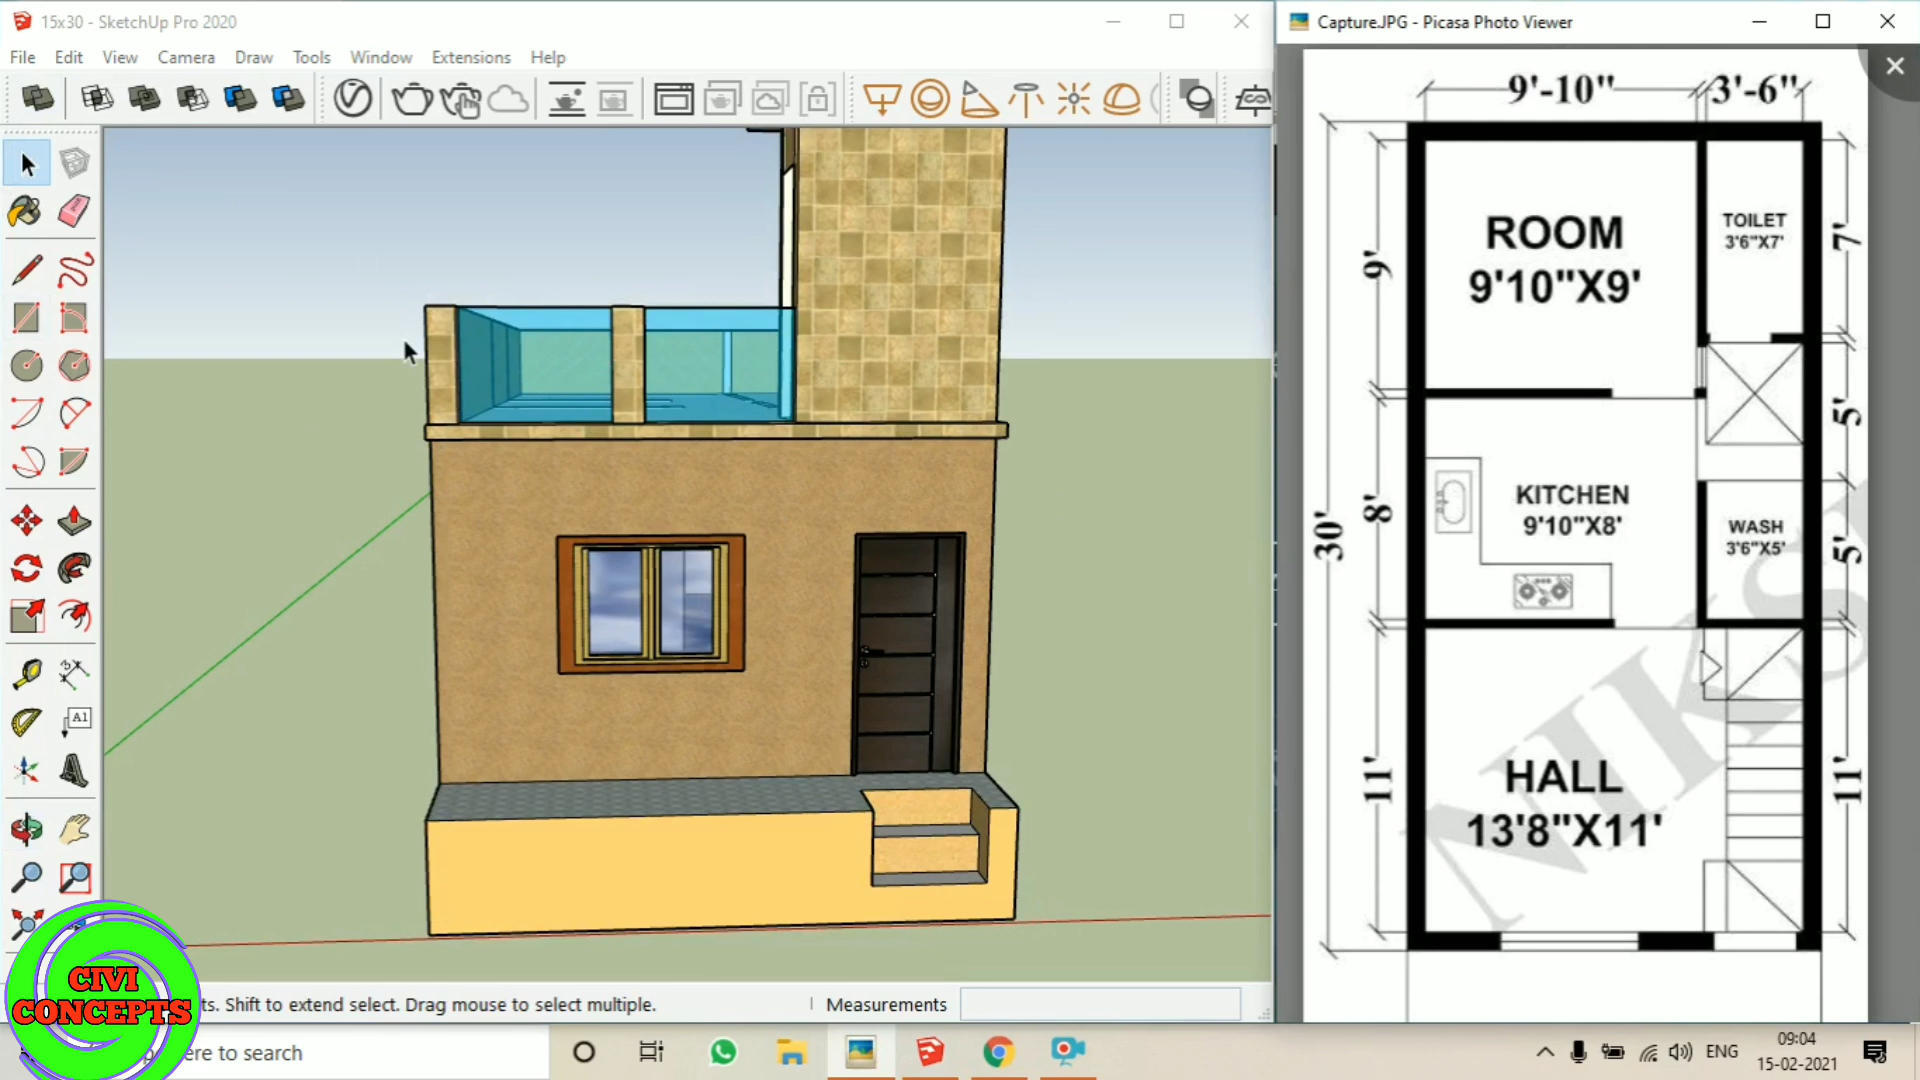 15x30 - SketchUp Pro 2020
File Edit View Camera Draw Tools Window Extensions Help
A1
ts. Shift to extend select. Drag mouse to select multiple.
Measurements
Capture.JPG - Picasa Photo Viewer
9'-10"
3'-6"
ROOM
9'10"X9'
TOILET
3'6"X7'
9'
7'
5'
KITCHEN
9'10"X8'
WASH
3'6"X5'
30'
8'
5'
HALL
13'8"X11'
11'
11'
NIKS
CIVI
CONCEPTS
ere to search
ENG
09:04
15-02-2021